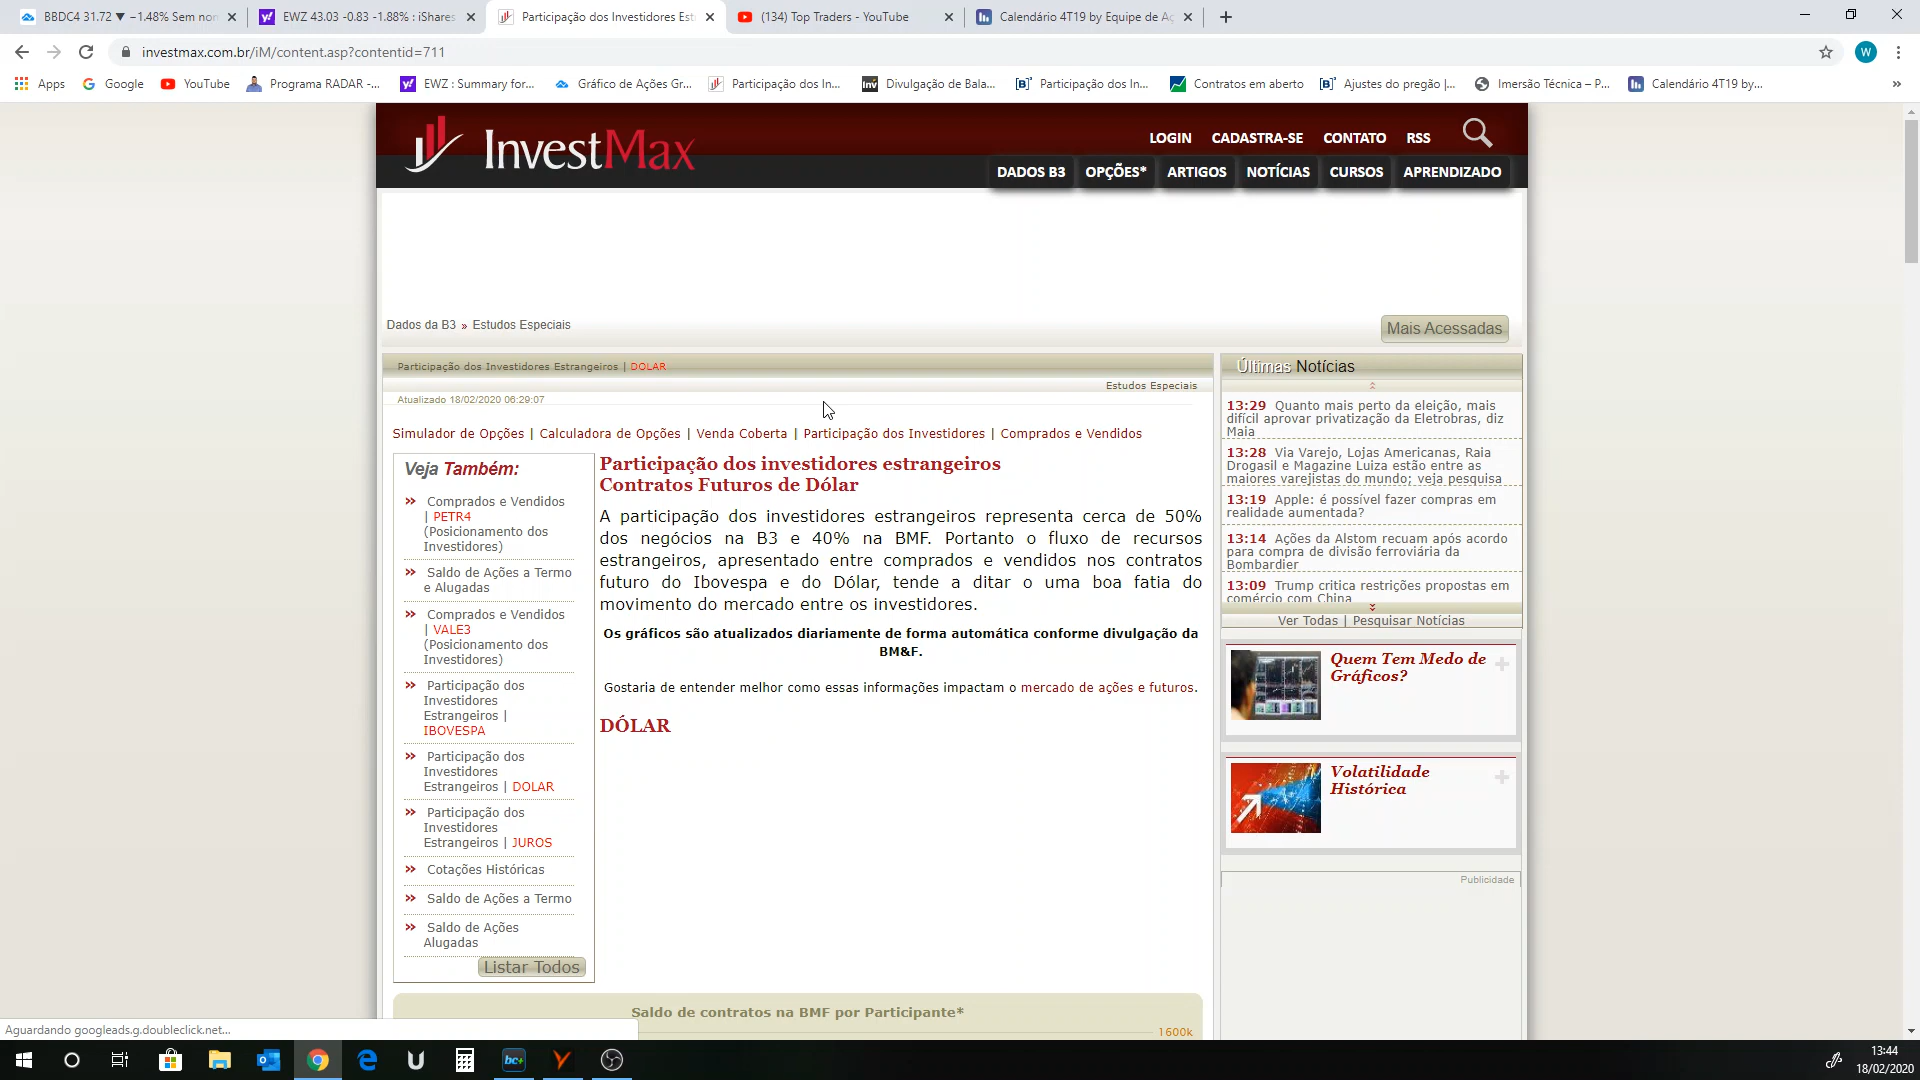 BBDC4 31.72 ▼ −1.48% Sem nom
EWZ 43.03 -0.83 -1.88% : iShares
Participação dos Investidores Est
(134) Top Traders - YouTube
Calendário 4T19 by Equipe de Aç
investmax.com.br/iM/content.asp?contentid=711
W
Apps
Google
YouTube
Programa RADAR -...
EWZ : Summary for...
Gráfico de Ações Gr...
Participação dos In...
Divulgação de Bala...
Participação dos In...
Contratos em aberto
Ajustes do pregão |...
Imersão Técnica – P...
Calendário 4T19 by...
InvestMax
LOGIN CADASTRA-SE CONTATO RSS
DADOS B3 OPÇÕES* ARTIGOS NOTÍCIAS CURSOS APRENDIZADO
Dados da B3 » Estudos Especiais
Mais Acessadas
Participação dos Investidores Estrangeiros | DOLAR
Estudos Especiais
Atualizado 18/02/2020 06:29:07
Simulador de Opções | Calculadora de Opções | Venda Coberta | Participação dos Investidores | Comprados e Vendidos
Veja Também:
» Comprados e Vendidos
| PETR4
(Posicionamento dos
Investidores)
» Saldo de Ações a Termo
e Alugadas
» Comprados e Vendidos
| VALE3
(Posicionamento dos
Investidores)
» Participação dos
Investidores
Estrangeiros |
IBOVESPA
» Participação dos
Investidores
Estrangeiros | DOLAR
» Participação dos
Investidores
Estrangeiros | JUROS
» Cotações Históricas
» Saldo de Ações a Termo
» Saldo de Ações
Alugadas
Listar Todos
Participação dos investidores estrangeiros
Contratos Futuros de Dólar
A participação dos investidores estrangeiros representa cerca de 50%
dos negócios na B3 e 40% na BMF. Portanto o fluxo de recursos
estrangeiros, apresentado entre comprados e vendidos nos contratos
futuro do Ibovespa e do Dólar, tende a ditar o uma boa fatia do
movimento do mercado entre os investidores.
Os gráficos são atualizados diariamente de forma automática conforme divulgação da
BM&F.
Gostaria de entender melhor como essas informações impactam o mercado de ações e futuros.
DÓLAR
Saldo de contratos na BMF por Participante*
1600k
Últimas Notícias
13:29 Quanto mais perto da eleição, mais
difícil aprovar privatização da Eletrobras, diz
Maia
13:28 Via Varejo, Lojas Americanas, Raia
Drogasil e Magazine Luiza estão entre as
maiores varejistas do mundo; veja pesquisa
13:19 Apple: é possível fazer compras em
realidade aumentada?
13:14 Ações da Alstom recuam após acordo
para compra de divisão ferroviária da
Bombardier
13:09 Trump critica restrições propostas em
comércio com China
Ver Todas | Pesquisar Notícias
Quem Tem Medo de
Gráficos?
Volatilidade
Histórica
Publicidade
Aguardando googleads.g.doubleclick.net...
bc+
13:44
18/02/2020